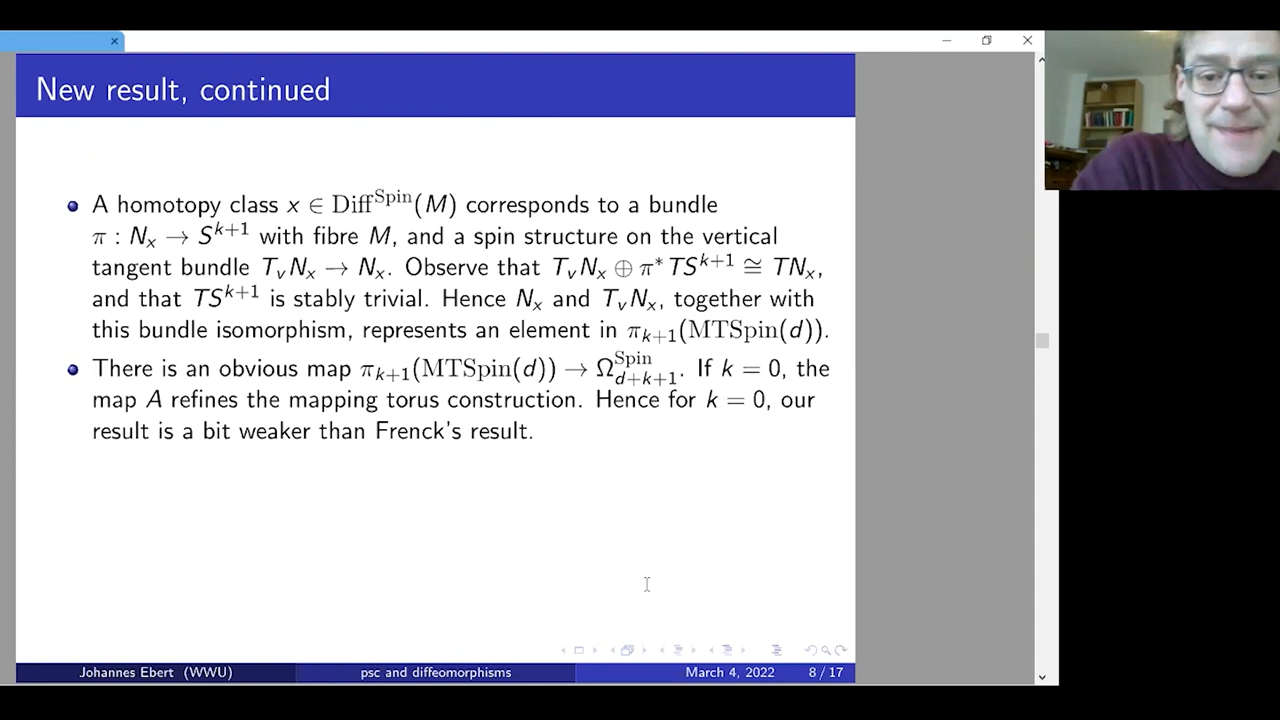 New result, continued
A homotopy class x ∈ Diff^Spin(M) corresponds to a bundle
π : N_x → S^{k+1} with fibre M, and a spin structure on the vertical
tangent bundle T_vN_x → N_x. Observe that T_vN_x ⊕ π*TS^{k+1} ≅ TN_x,
and that TS^{k+1} is stably trivial. Hence N_x and T_vN_x, together with
this bundle isomorphism, represents an element in π_{k+1}(MTSpin(d)).
There is an obvious map π_{k+1}(MTSpin(d)) → Ω^{Spin}_{d+k+1}. If k = 0, the
map A refines the mapping torus construction. Hence for k = 0, our
result is a bit weaker than Frenck's result.
Johannes Ebert (WWU) psc and diffeomorphisms March 4, 2022 8 / 17